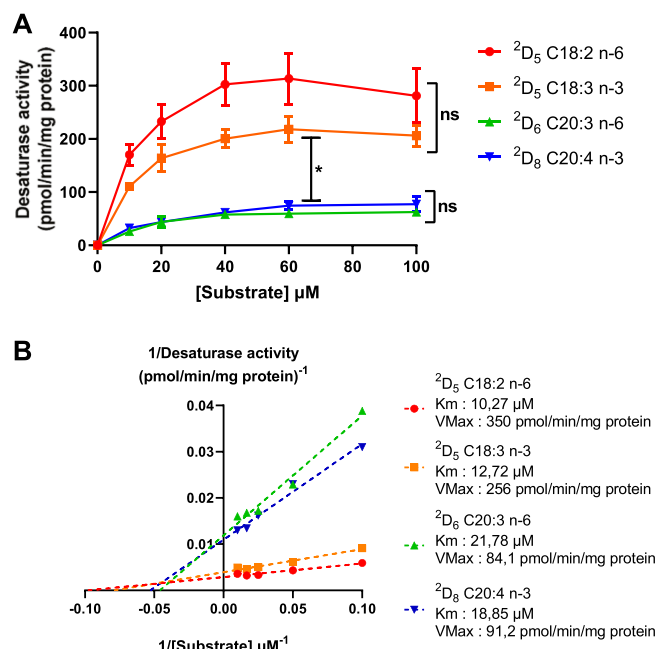 A
Desaturase activity
(pmol/min/mg protein)
400
300
200
100
0
0
20
40
60
80
100
[Substrate] µM
ns
*
ns
²D₅ C18:2 n-6
²D₅ C18:3 n-3
²D₆ C20:3 n-6
²D₈ C20:4 n-3
B
1/Desaturase activity
(pmol/min/mg protein)⁻¹
0.04
0.03
0.02
0.01
-0.10
-0.05
0.00
0.05
0.10
1/[Substrate] µM⁻¹
²D₅ C18:2 n-6
Km : 10,27 µM
VMax : 350 pmol/min/mg protein
²D₅ C18:3 n-3
Km : 12,72 µM
VMax : 256 pmol/min/mg protein
²D₆ C20:3 n-6
Km : 21,78 µM
VMax : 84,1 pmol/min/mg protein
²D₈ C20:4 n-3
Km : 18,85 µM
VMax : 91,2 pmol/min/mg protein